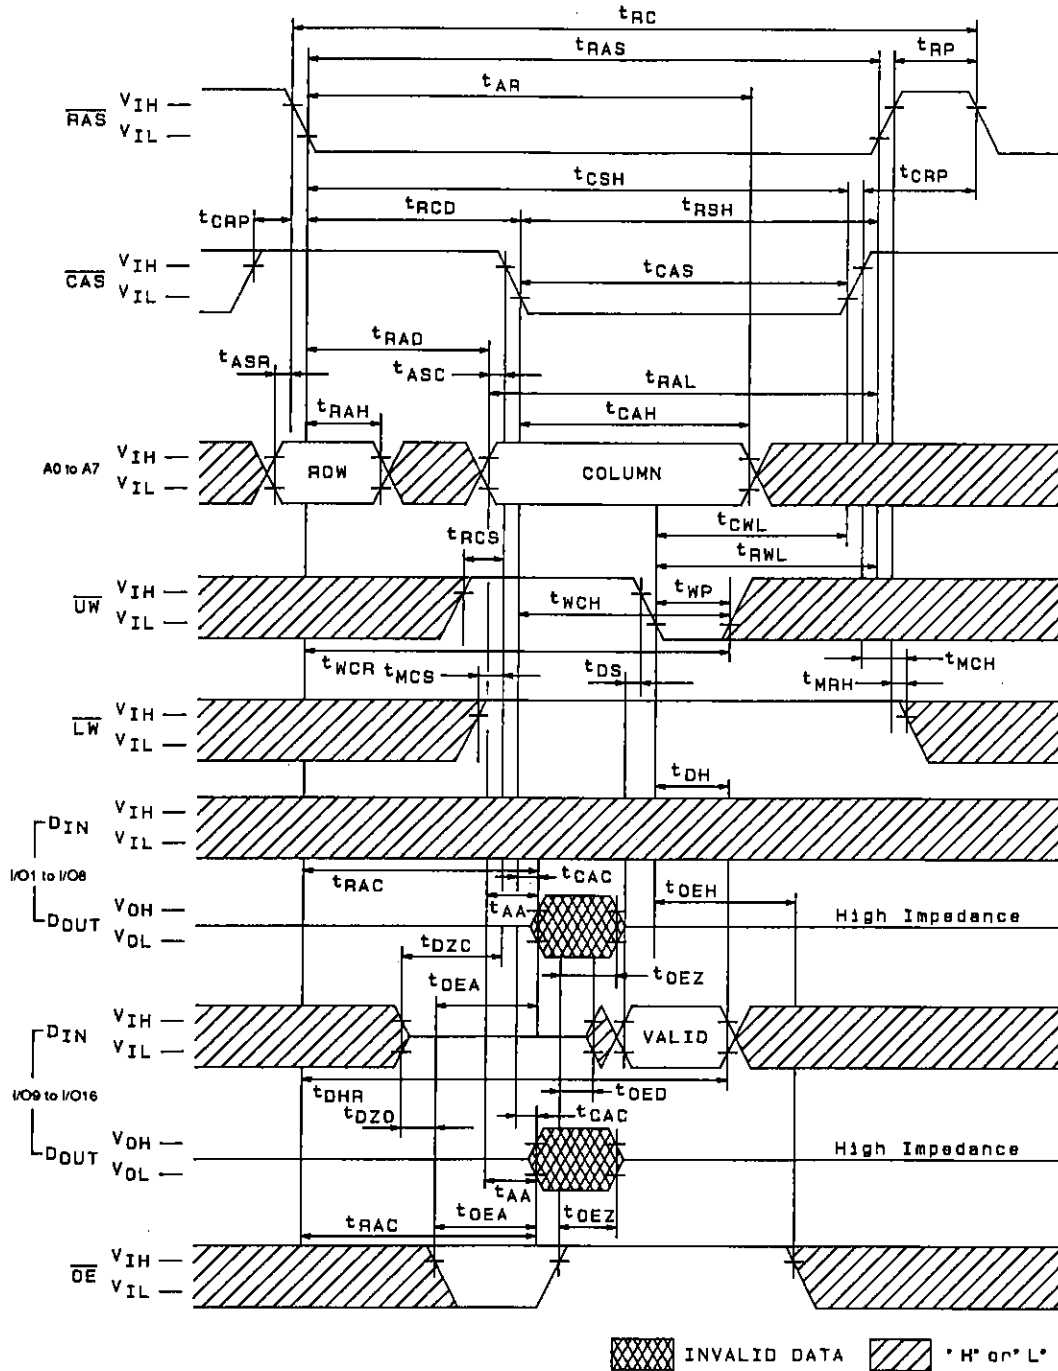 tRC
tRAS
tRP
tAR
RAS
VIH
VIL
tCSH
tCRP
tCRP
tRCD
tRSH
CAS
VIH
VIL
tCAS
tRAD
tASR
tASC
tRAL
tRAH
tCAH
A0 to A7
VIH
VIL
ROW
COLUMN
tRCS
tCWL
tRWL
UW
VIH
VIL
tWCH
tWP
tWCR
tMCS
tDS
tMCH
tMRH
LW
VIH
VIL
tDH
DIN
VIH
VIL
I/O1 to I/O8
tRAC
tCAC
tAA
tOEH
DOUT
VOH
VOL
High Impedance
tDZC
tOEZ
tOEA
DIN
VIH
VIL
VALID
I/O9 to I/O16
tDHR
tOED
tDZO
tCAC
DOUT
VOH
VOL
High Impedance
tAA
tOEA
tOEZ
tRAC
OE
VIH
VIL
INVALID DATA
"H" or "L"